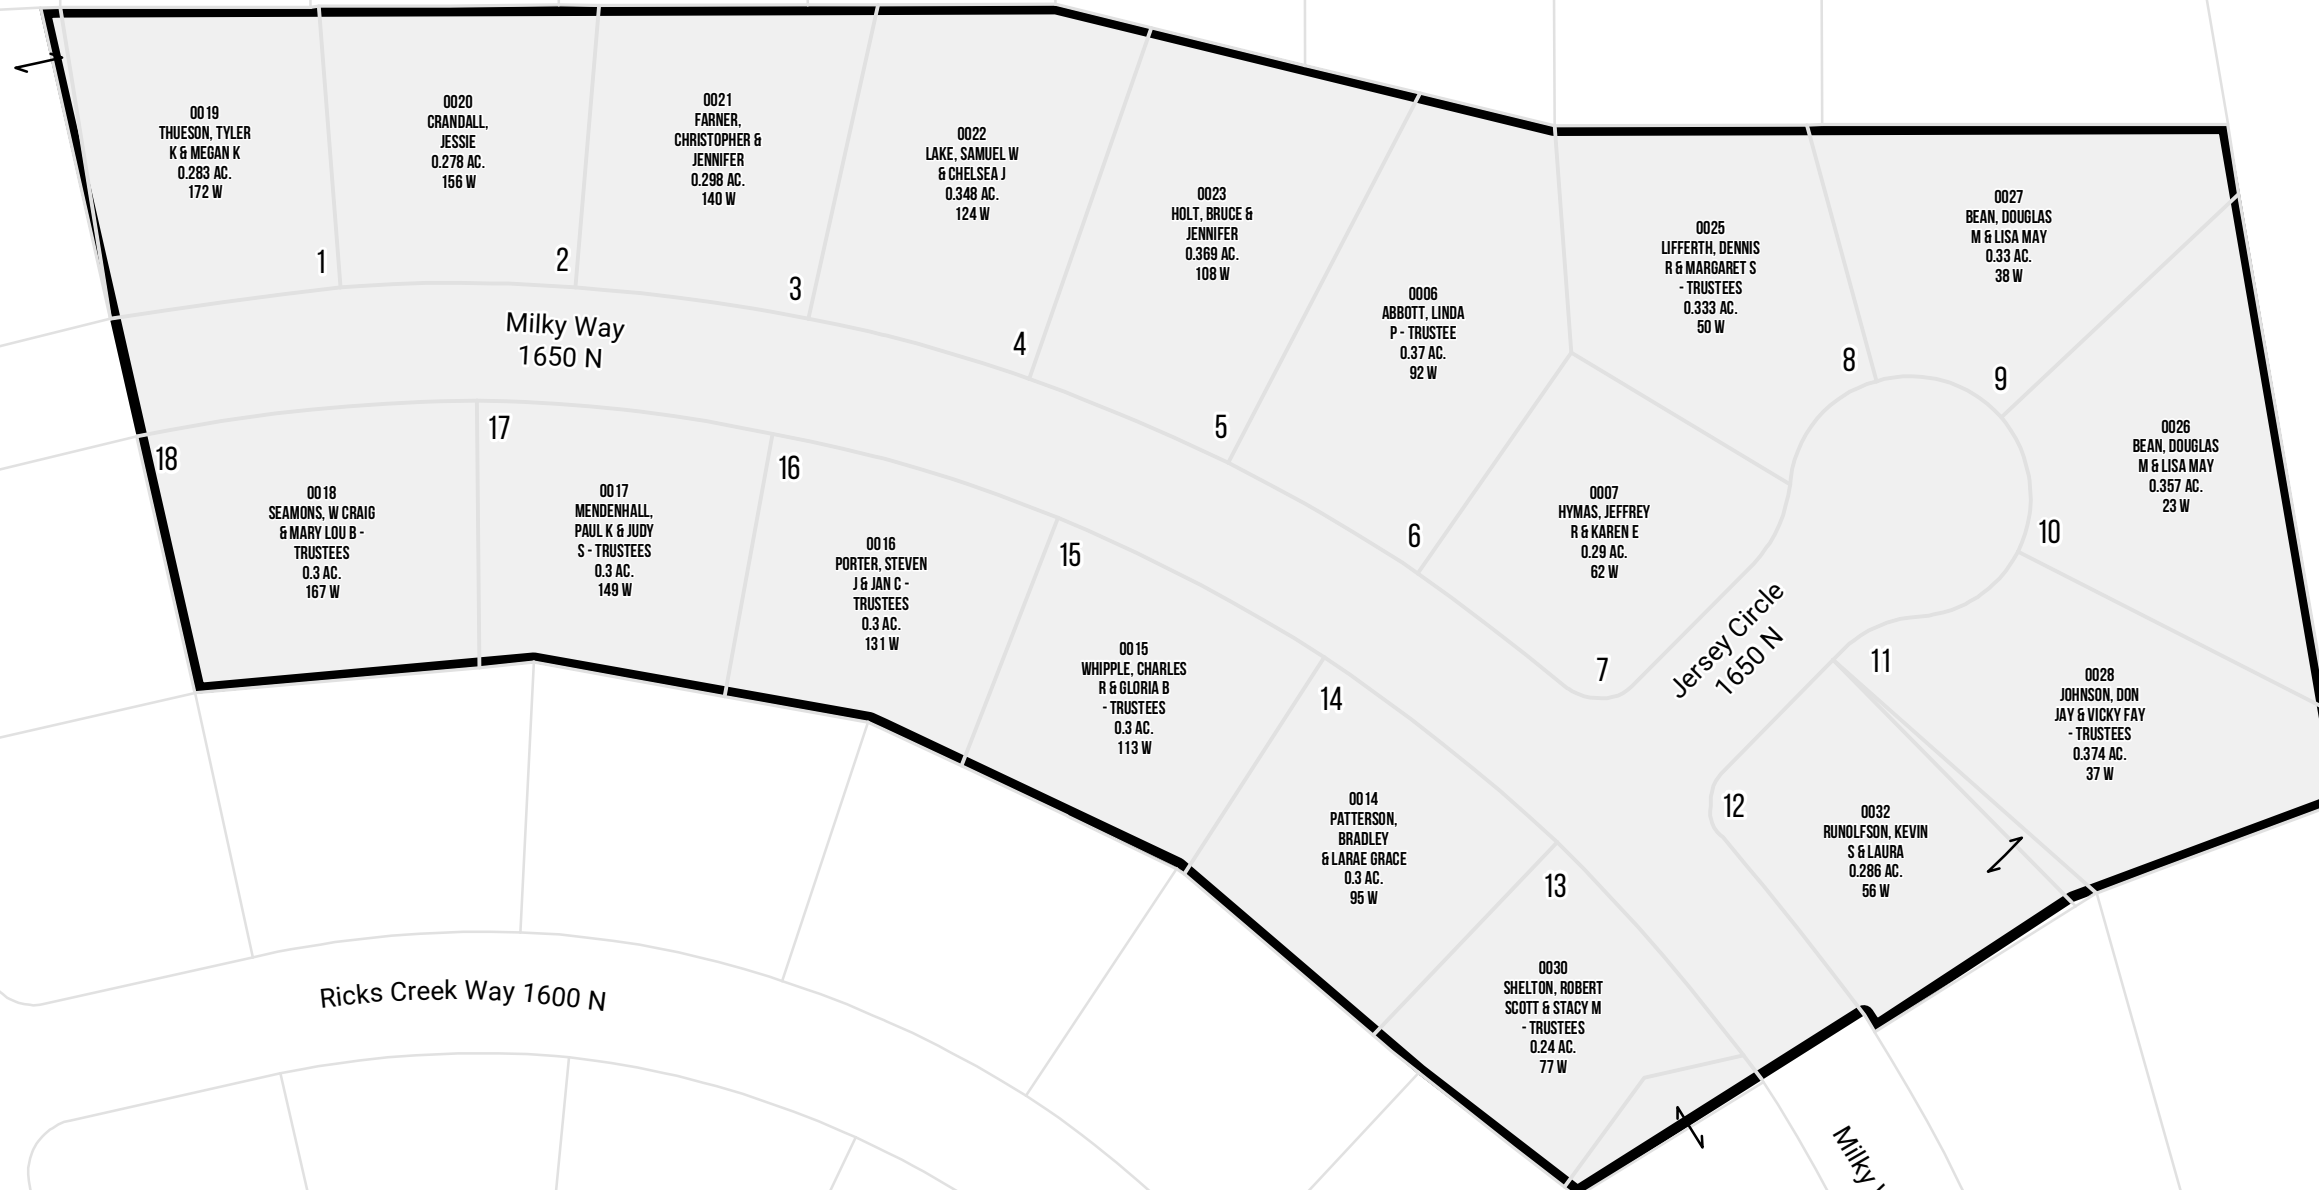 0019
THUESON, TYLER
K & MEGAN K
0.283 AC.
172 W
0020
CRANDALL,
JESSIE
0.278 AC.
156 W
0021
FARNER,
CHRISTOPHER &
JENNIFER
0.298 AC.
140 W
0022
LAKE, SAMUEL W
& CHELSEA J
0.348 AC.
124 W
0023
HOLT, BRUCE &
JENNIFER
0.369 AC.
108 W
0006
ABBOTT, LINDA
P - TRUSTEE
0.37 AC.
92 W
0025
LIFFERTH, DENNIS
R & MARGARET S
- TRUSTEES
0.333 AC.
50 W
0027
BEAN, DOUGLAS
M & LISA MAY
0.33 AC.
38 W
0026
BEAN, DOUGLAS
M & LISA MAY
0.357 AC.
23 W
1
2
3
4
5
6
7
8
9
10
11
12
13
14
15
16
17
18
Milky Way
1650 N
0018
SEAMONS, W CRAIG
& MARY LOU B -
TRUSTEES
0.3 AC.
167 W
0017
MENDENHALL,
PAUL K & JUDY
S - TRUSTEES
0.3 AC.
149 W
0016
PORTER, STEVEN
J & JAN C -
TRUSTEES
0.3 AC.
131 W
0015
WHIPPLE, CHARLES
R & GLORIA B
- TRUSTEES
0.3 AC.
113 W
0007
HYMAS, JEFFREY
R & KAREN E
0.29 AC.
62 W
Jersey Circle
1650 N
0028
JOHNSON, DON
JAY & VICKY FAY
- TRUSTEES
0.374 AC.
37 W
0014
PATTERSON,
BRADLEY
& LARAE GRACE
0.3 AC.
95 W
0032
RUNOLFSON, KEVIN
S & LAURA
0.286 AC.
56 W
0030
SHELTON, ROBERT
SCOTT & STACY M
- TRUSTEES
0.24 AC.
77 W
Ricks Creek Way 1600 N
Milky